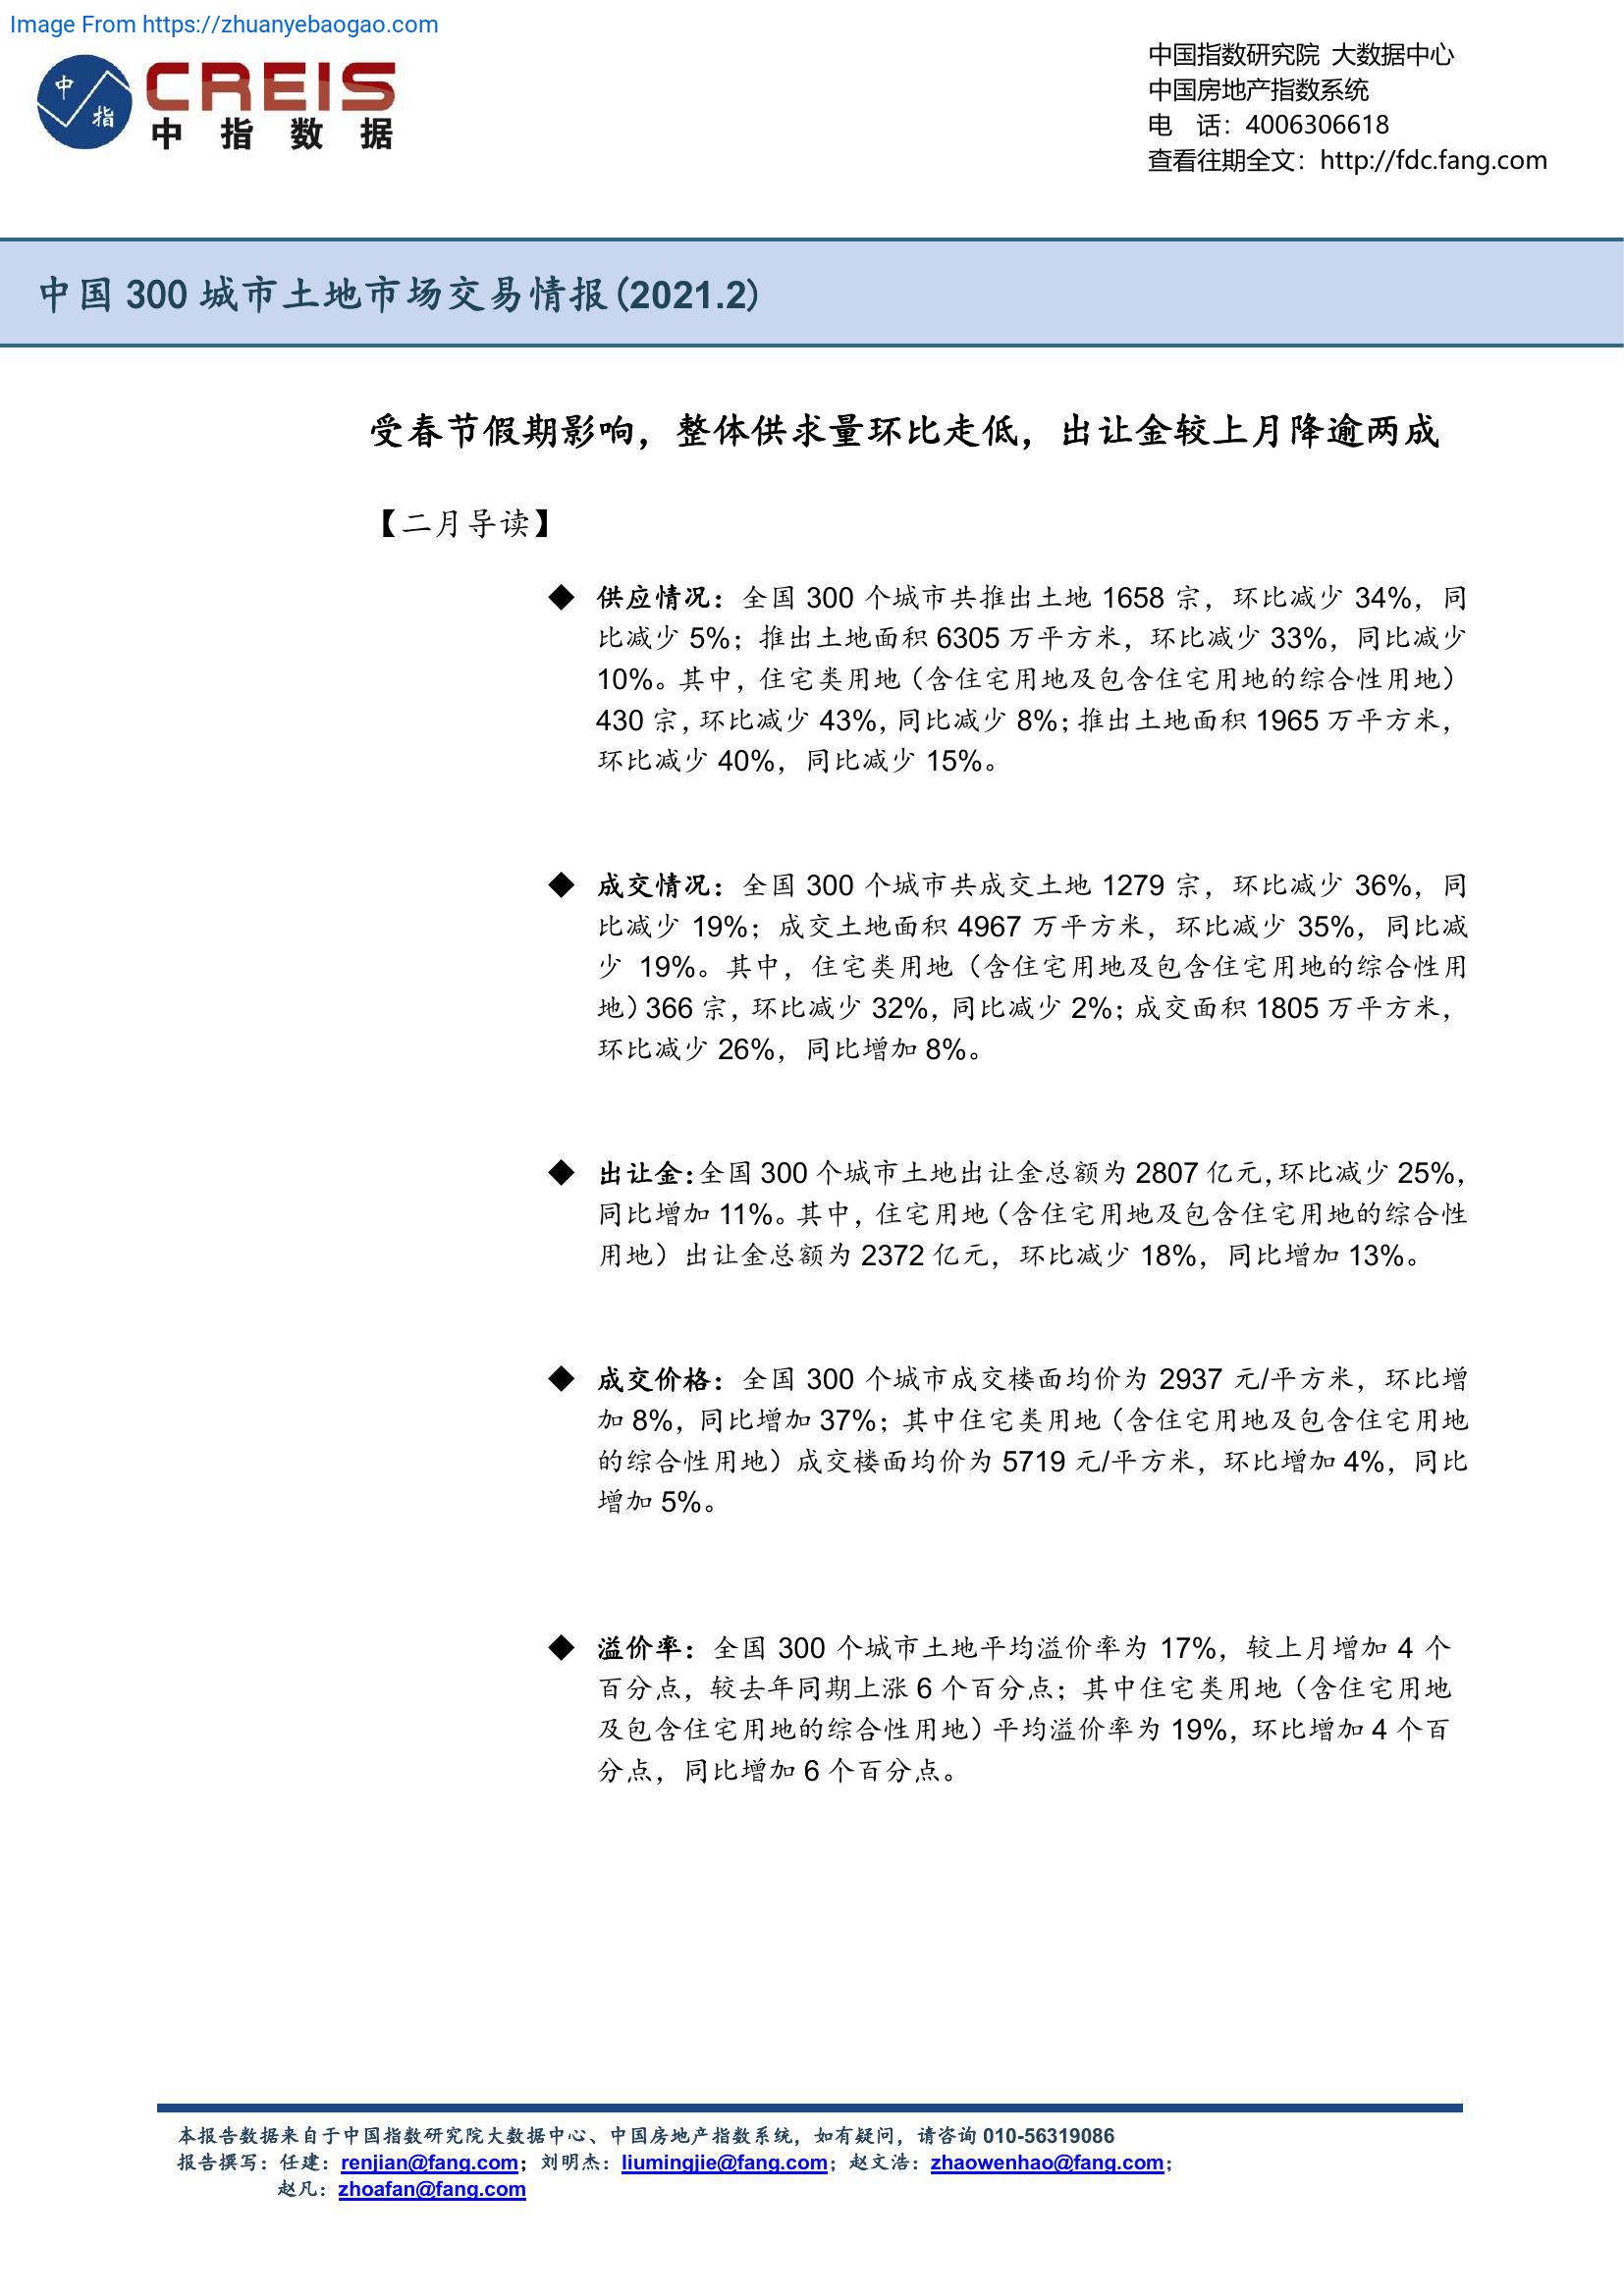 Image From https://zhuanyebaogao.com
中 指
CREIS
中指数据
中国指数研究院 大数据中心
中国房地产指数系统
电 话：4006306618
查看往期全文：http://fdc.fang.com
中国 300 城市土地市场交易情报(2021.2)
受春节假期影响，整体供求量环比走低，出让金较上月降逾两成
【二月导读】
◆ 供应情况：全国 300 个城市共推出土地 1658 宗，环比减少 34%，同
比减少 5%；推出土地面积 6305 万平方米，环比减少 33%，同比减少
10%。其中，住宅类用地（含住宅用地及包含住宅用地的综合性用地）
430 宗，环比减少 43%，同比减少 8%；推出土地面积 1965 万平方米，
环比减少 40%，同比减少 15%。
◆ 成交情况：全国 300 个城市共成交土地 1279 宗，环比减少 36%，同
比减少 19%；成交土地面积 4967 万平方米，环比减少 35%，同比减
少 19%。其中，住宅类用地（含住宅用地及包含住宅用地的综合性用
地）366 宗，环比减少 32%，同比减少 2%；成交面积 1805 万平方米，
环比减少 26%，同比增加 8%。
◆ 出让金：全国 300 个城市土地出让金总额为 2807 亿元，环比减少 25%，
同比增加 11%。其中，住宅用地（含住宅用地及包含住宅用地的综合性
用地）出让金总额为 2372 亿元，环比减少 18%，同比增加 13%。
◆ 成交价格：全国 300 个城市成交楼面均价为 2937 元/平方米，环比增
加 8%，同比增加 37%；其中住宅类用地（含住宅用地及包含住宅用地
的综合性用地）成交楼面均价为 5719 元/平方米，环比增加 4%，同比
增加 5%。
◆ 溢价率：全国 300 个城市土地平均溢价率为 17%，较上月增加 4 个
百分点，较去年同期上涨 6 个百分点；其中住宅类用地（含住宅用地
及包含住宅用地的综合性用地）平均溢价率为 19%，环比增加 4 个百
分点，同比增加 6 个百分点。
本报告数据来自于中国指数研究院大数据中心、中国房地产指数系统，如有疑问，请咨询 010-56319086
报告撰写：任建：renjian@fang.com；刘明杰：liumingjie@fang.com；赵文浩：zhaowenhao@fang.com；
赵凡：zhoafan@fang.com